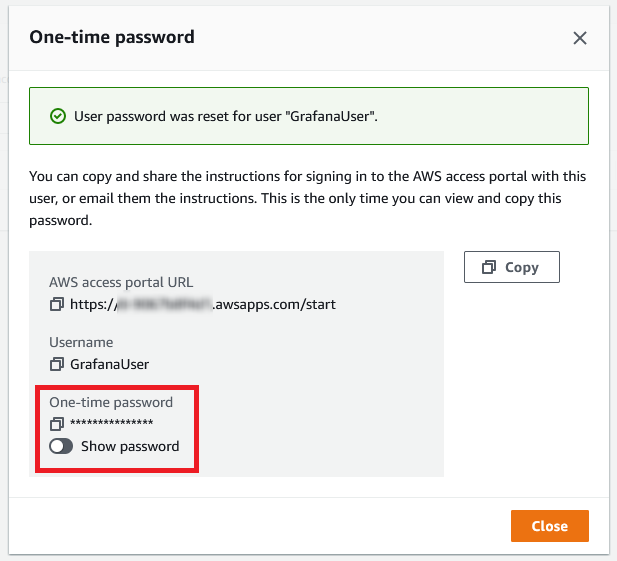 One-time password
User password was reset for user "GrafanaUser".
You can copy and share the instructions for signing in to the AWS access portal with this
user, or email them the instructions. This is the only time you can view and copy this
password.
Copy
AWS access portal URL
https:// .awsapps.com/start
Username
GrafanaUser
One-time password
***************
Show password
Close